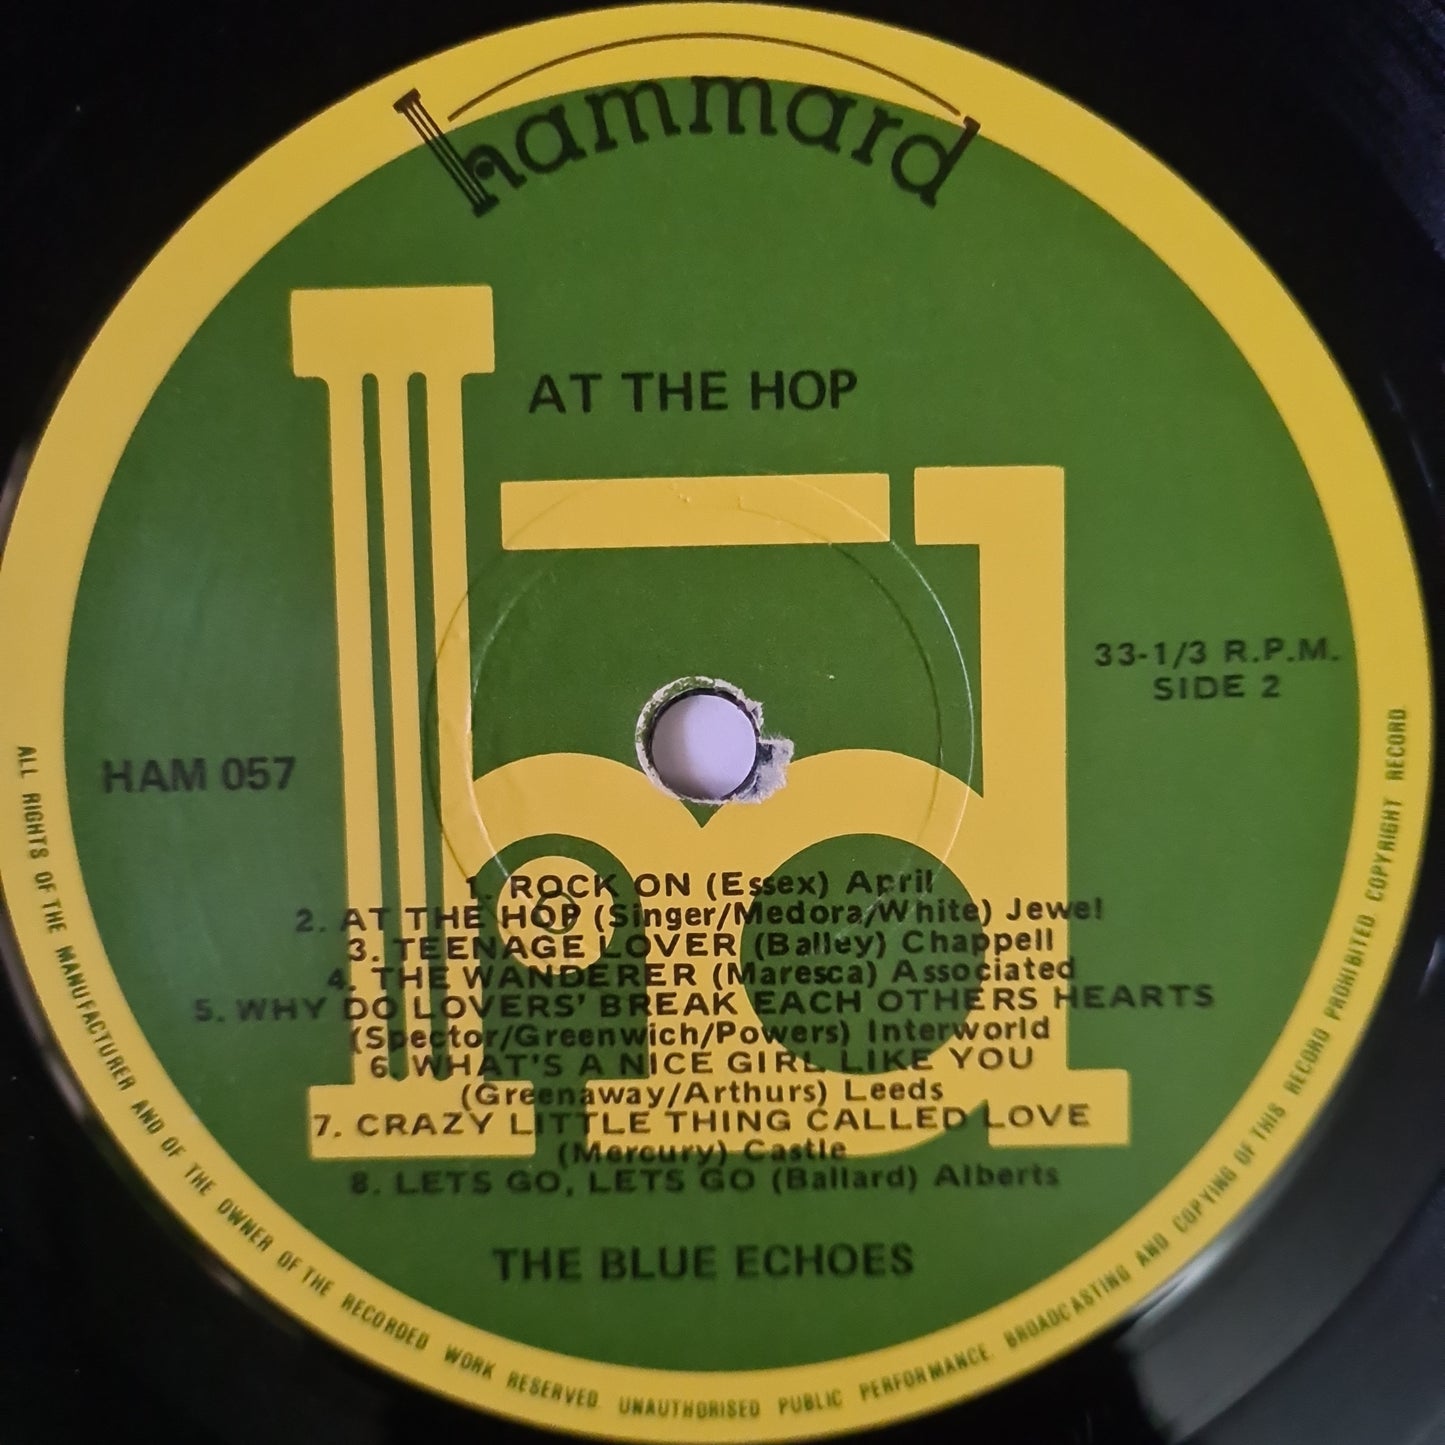 hammard
AT THE HOP
33-1/3 R.P.M.
SIDE 2
HAM 057
1. ROCK ON (Essex) April
2. AT THE HOP (Singer/Medora/White) Jewel
3. TEENAGE LOVER (Bailey) Chappell
4. THE WANDERER (Maresca) Associated
5. WHY DO LOVERS' BREAK EACH OTHERS HEARTS
(Spector/Greenwich/Powers) Interworld
6. WHAT'S A NICE GIRL LIKE YOU
(Greenaway/Arthurs) Leeds
7. CRAZY LITTLE THING CALLED LOVE
(Mercury) Castle
8. LETS GO, LETS GO (Ballard) Alberts
THE BLUE ECHOES
ALL RIGHTS OF THE MANUFACTURER AND OF THE OWNER OF THE RECORDED WORK RESERVED. UNAUTHORISED PUBLIC PERFORMANCE. BROADCASTING AND COPYING OF THIS RECORD PROHIBITED COPYRIGHT RECORD.